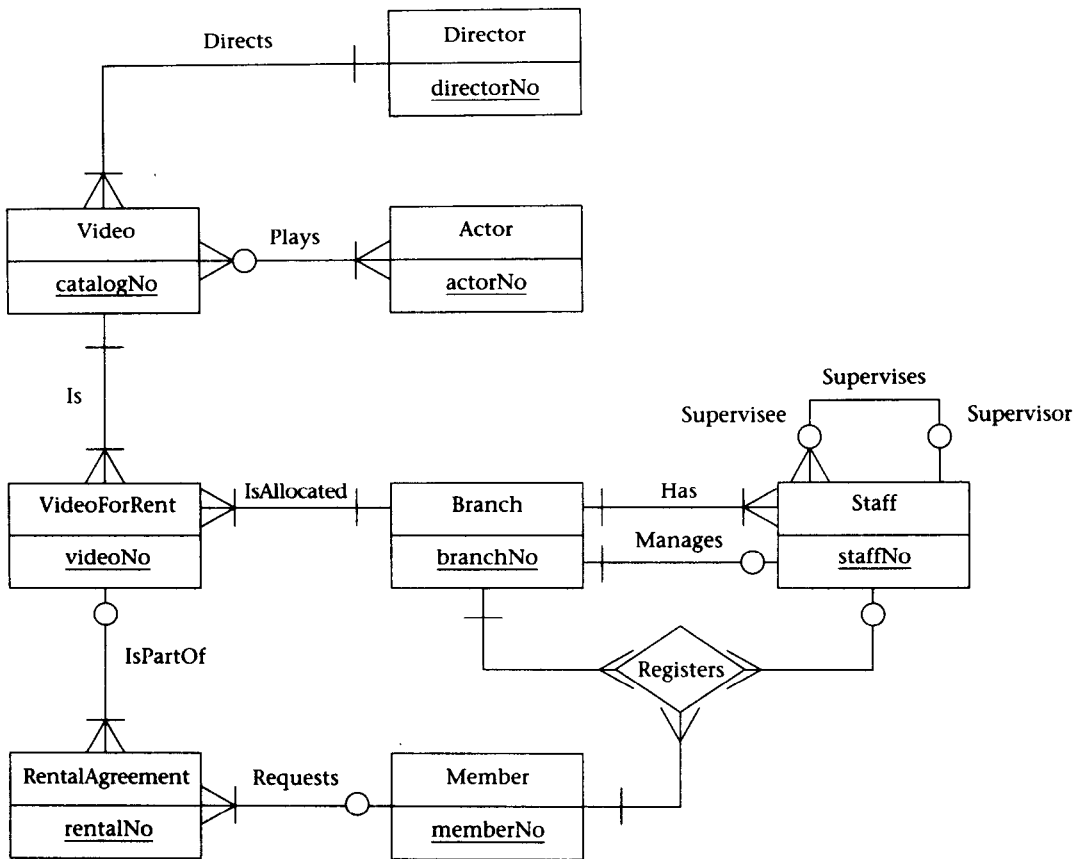 Directs
Director
directorNo
Video
catalogNo
Plays
Actor
actorNo
Is
Supervises
Supervisee
Supervisor
VideoForRent
videoNo
IsAllocated
Branch
branchNo
Has
Manages
Staff
staffNo
IsPartOf
Registers
RentalAgreement
rentalNo
Requests
Member
memberNo